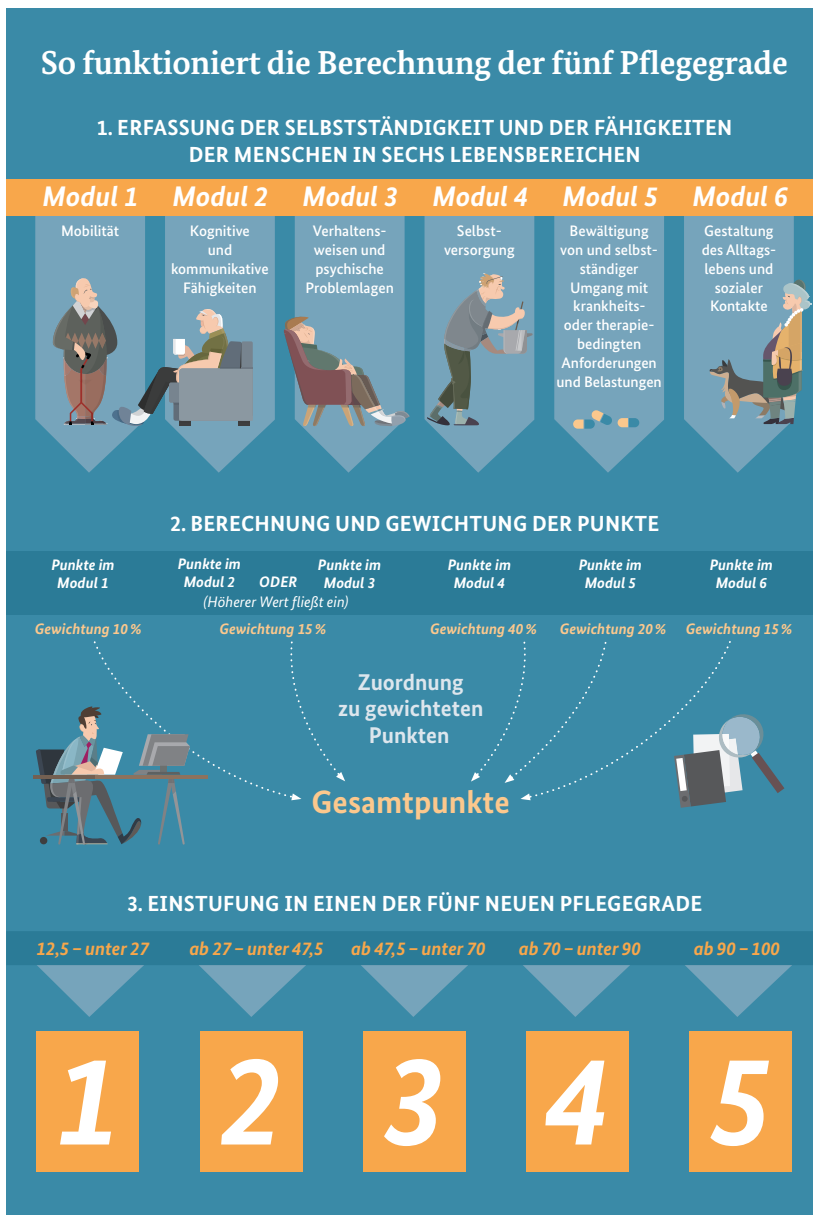 So funktioniert die Berechnung der fünf Pflegegrade
1. ERFASSUNG DER SELBSTSTÄNDIGKEIT UND DER FÄHIGKEITEN
DER MENSCHEN IN SECHS LEBENSBEREICHEN
Modul 1
Mobilität
Modul 2
Kognitive
und
kommunikative
Fähigkeiten
Modul 3
Verhaltens-
weisen und
psychische
Problemlagen
Modul 4
Selbst-
versorgung
Modul 5
Bewältigung
von und selbst-
ständiger
Umgang mit
krankheits-
oder therapie-
bedingten
Anforderungen
und Belastungen
Modul 6
Gestaltung
des Alltags-
lebens und
sozialer
Kontakte
2. BERECHNUNG UND GEWICHTUNG DER PUNKTE
Punkte im
Modul 1
Punkte im
Modul 2
ODER
Punkte im
Modul 3
(Höherer Wert fließt ein)
Punkte im
Modul 4
Punkte im
Modul 5
Punkte im
Modul 6
Gewichtung 10 %
Gewichtung 15 %
Gewichtung 40 %
Gewichtung 20 %
Gewichtung 15 %
Zuordnung
zu gewichteten
Punkten
Gesamtpunkte
3. EINSTUFUNG IN EINEN DER FÜNF NEUEN PFLEGEGRADE
12,5 – unter 27
ab 27 – unter 47,5
ab 47,5 – unter 70
ab 70 – unter 90
ab 90 – 100
1
2
3
4
5